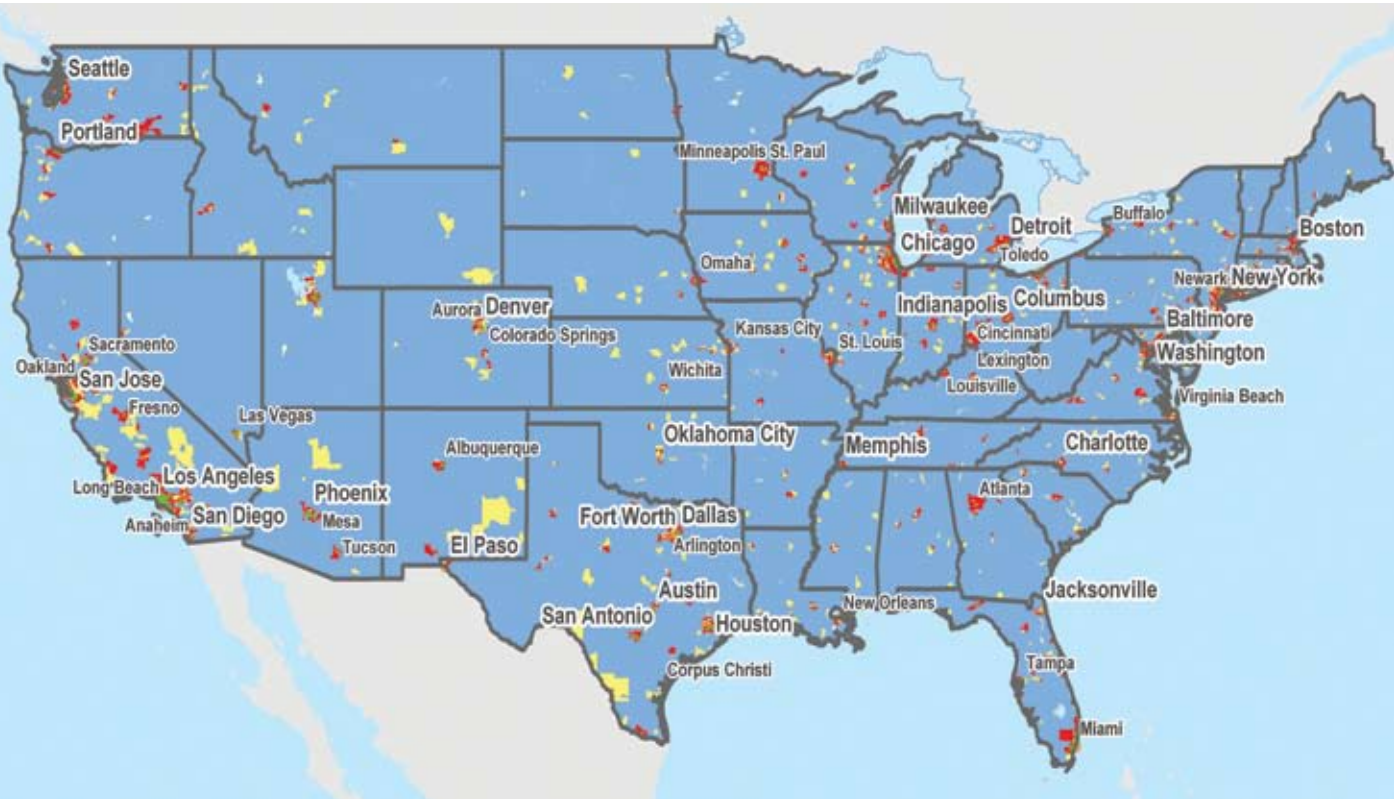 Seattle
Portland
Minneapolis St. Paul
Milwaukee
Detroit
Buffalo
Boston
Chicago
Toledo
Omaha
Newark New York
Aurora Denver
Indianapolis Columbus
Colorado Springs
Kansas City
Cincinnati
Baltimore
Sacramento
St. Louis
Washington
Oakland
San Jose
Lexington
Wichita
Louisville
Virginia Beach
Fresno
Las Vegas
Albuquerque
Oklahoma City
Memphis
Charlotte
Los Angeles
Long Beach
Phoenix
Atlanta
Anaheim San Diego
Mesa
Fort Worth Dallas
Tucson
El Paso
Arlington
Austin
Jacksonville
New Orleans
San Antonio
Houston
Tampa
Corpus Christi
Miami